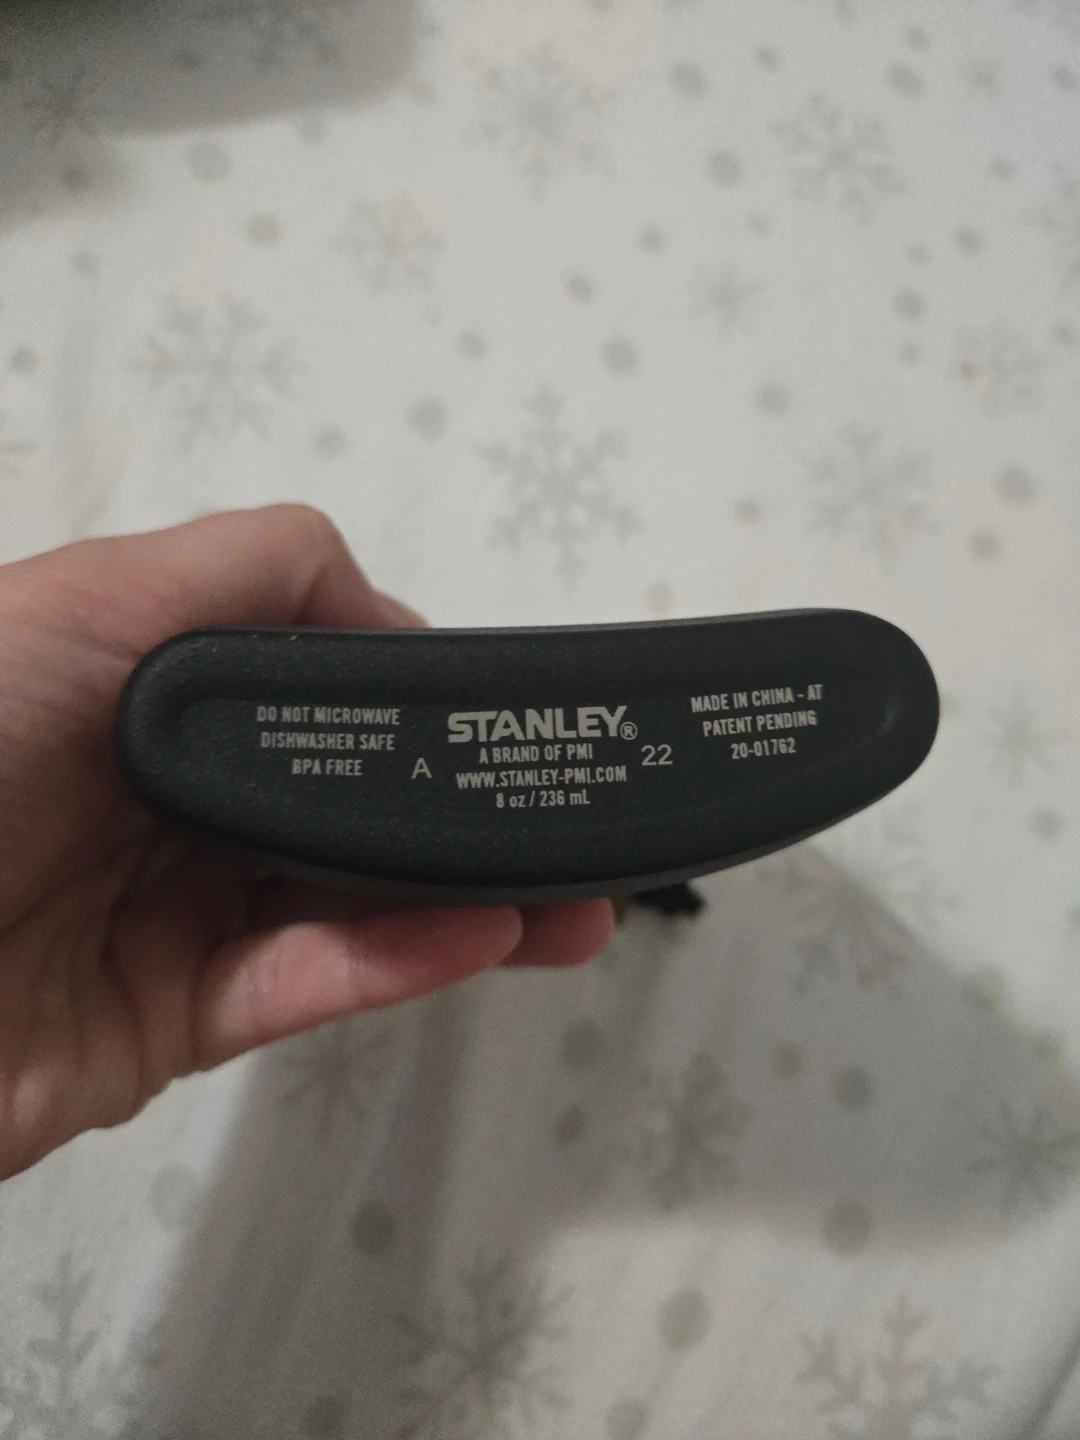 DO NOT MICROWAVE
DISHWASHER SAFE
BPA FREE
A
STANLEY®
A BRAND OF PMI
WWW.STANLEY-PMI.COM
8 oz / 236 mL
22
MADE IN CHINA - AT
PATENT PENDING
20-01762